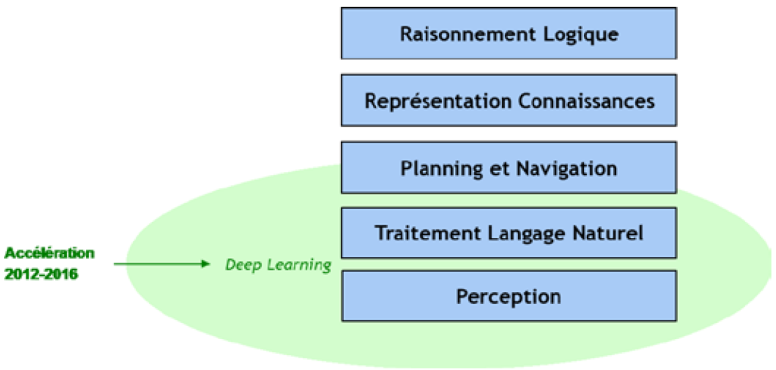 Raisonnement Logique
Représentation Connaissances
Planning et Navigation
Traitement Langage Naturel
Accélération
2012-2016
Deep Learning
Perception